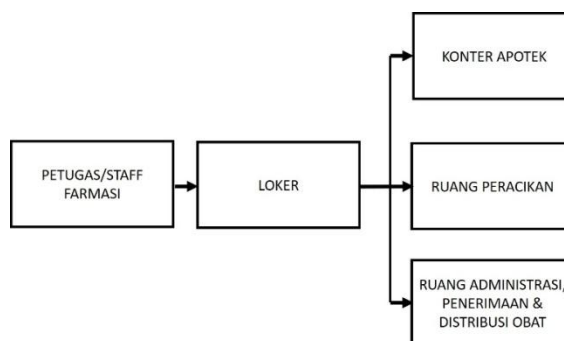 KONTER APOTEK
PETUGAS/STAFF
FARMASI
LOKER
RUANG PERACIKAN
RUANG ADMINISTRASI,
PENERIMAAN &
DISTRIBUSI OBAT